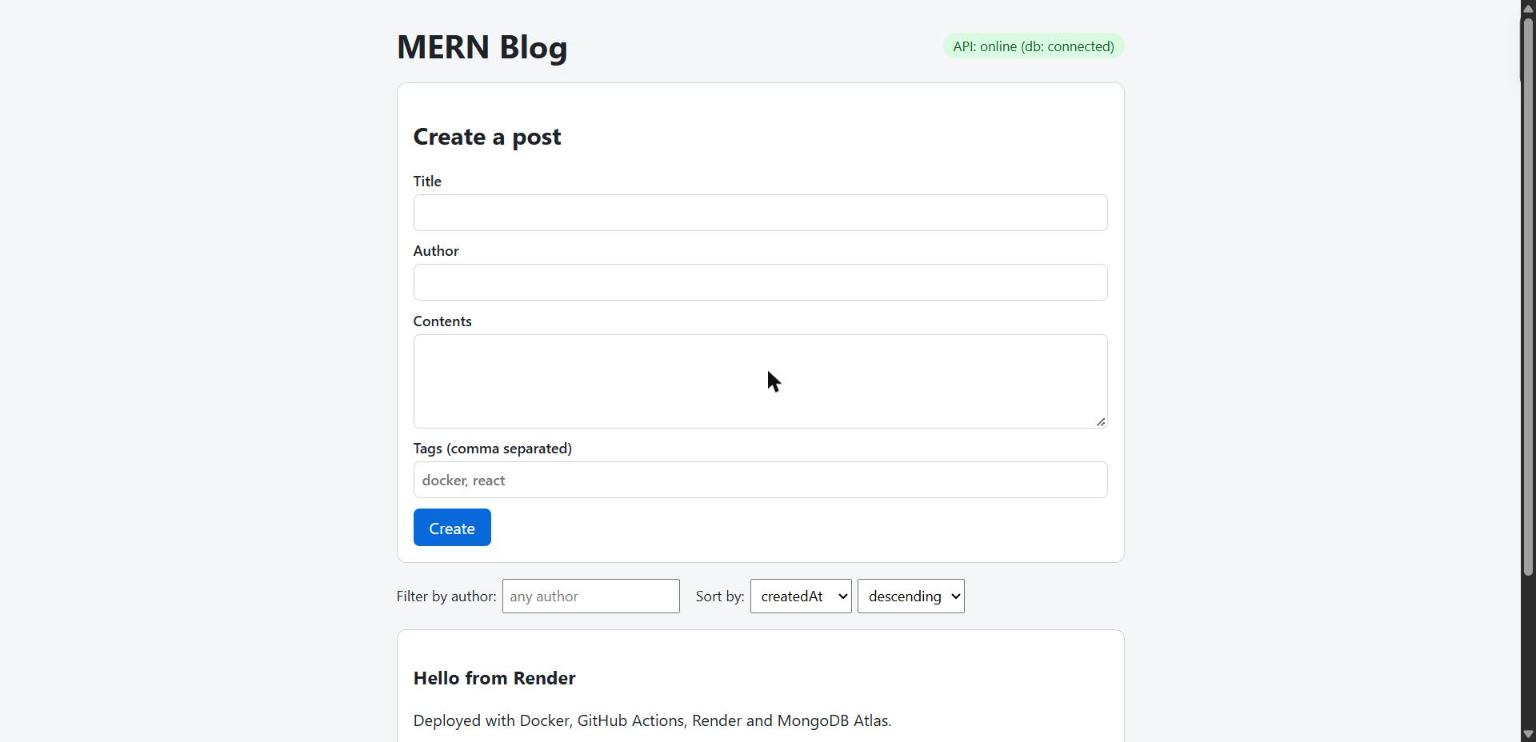 MERN Blog
API: online (db: connected)
Create a post
Title
Author
Contents
Tags (comma separated)
docker, react
Create
Filter by author: any author Sort by: createdAt descending
Hello from Render
Deployed with Docker, GitHub Actions, Render and MongoDB Atlas.